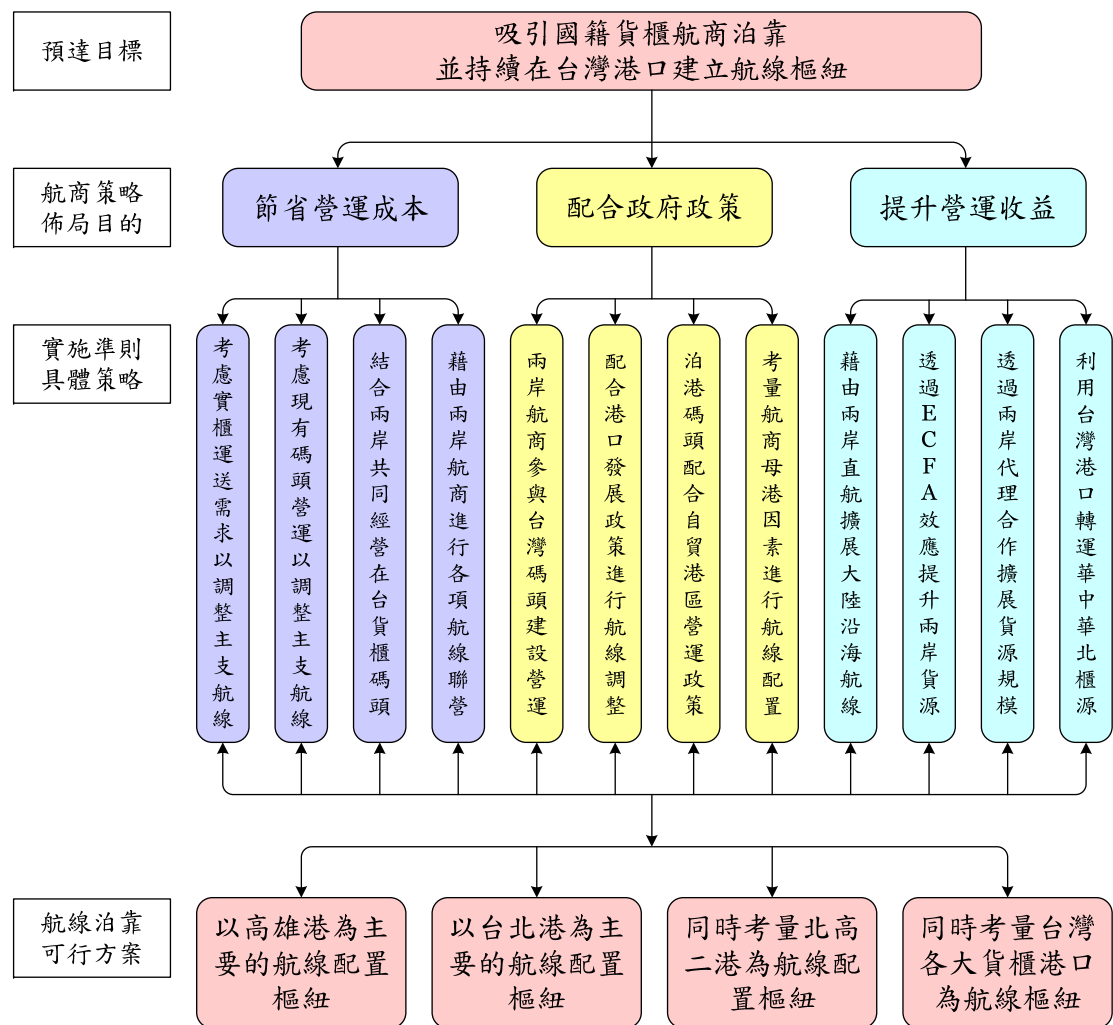 預達目標
吸引國籍貨櫃航商泊靠
並持續在台灣港口建立航線樞紐
航商策略
佈局目的
節省營運成本
配合政府政策
提升營運收益
實施準則
具體策略
考慮實櫃運送需求以調整主支航線
考慮現有碼頭營運以調整主支航線
結合兩岸共同經營在台貨櫃碼頭
藉由兩岸航商進行各項航線聯營
兩岸航商參與台灣碼頭建設營運
配合港口發展政策進行航線調整
泊港碼頭配合自貿港區營運政策
考量航商母港因素進行航線配置
藉由兩岸直航擴展大陸沿海航線
透過ECFA效應提升兩岸貨源
透過兩岸代理合作擴展貨源規模
利用台灣港口轉運華中華北櫃源
航線泊靠
可行方案
以高雄港為主
要的航線配置
樞紐
以台北港為主
要的航線配置
樞紐
同時考量北高
二港為航線配
置樞紐
同時考量台灣
各大貨櫃港口
為航線樞紐